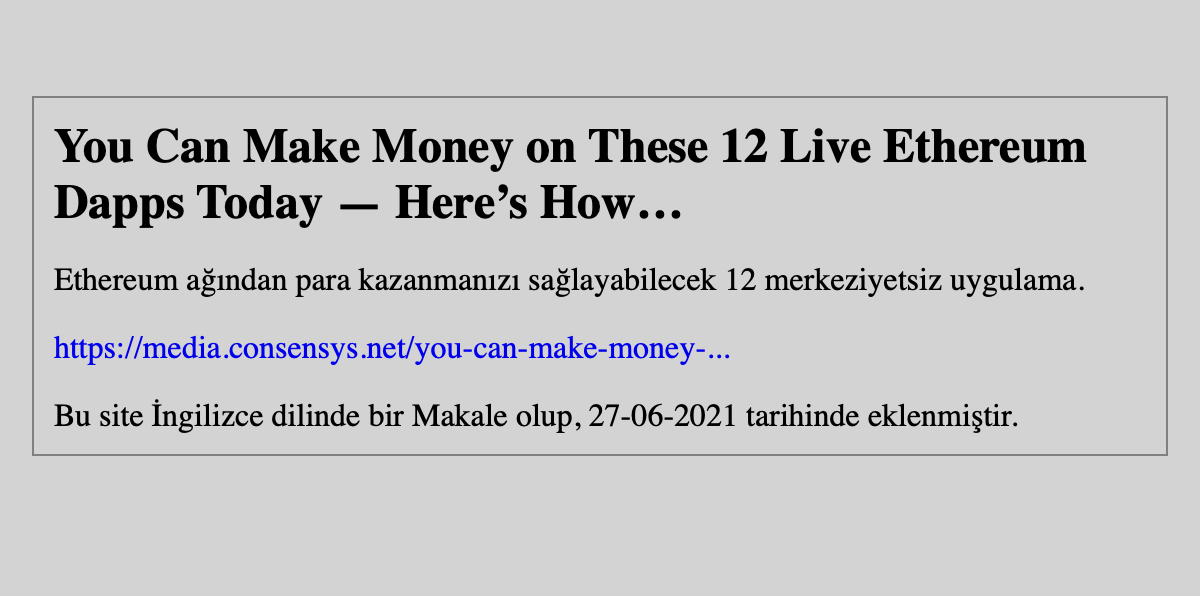 You Can Make Money on These 12 Live Ethereum
Dapps Today — Here’s How…
Ethereum ağından para kazanmanızı sağlayabilecek 12 merkeziyetsiz uygulama.
https://media.consensys.net/you-can-make-money-...
Bu site İngilizce dilinde bir Makale olup, 27-06-2021 tarihinde eklenmiştir.